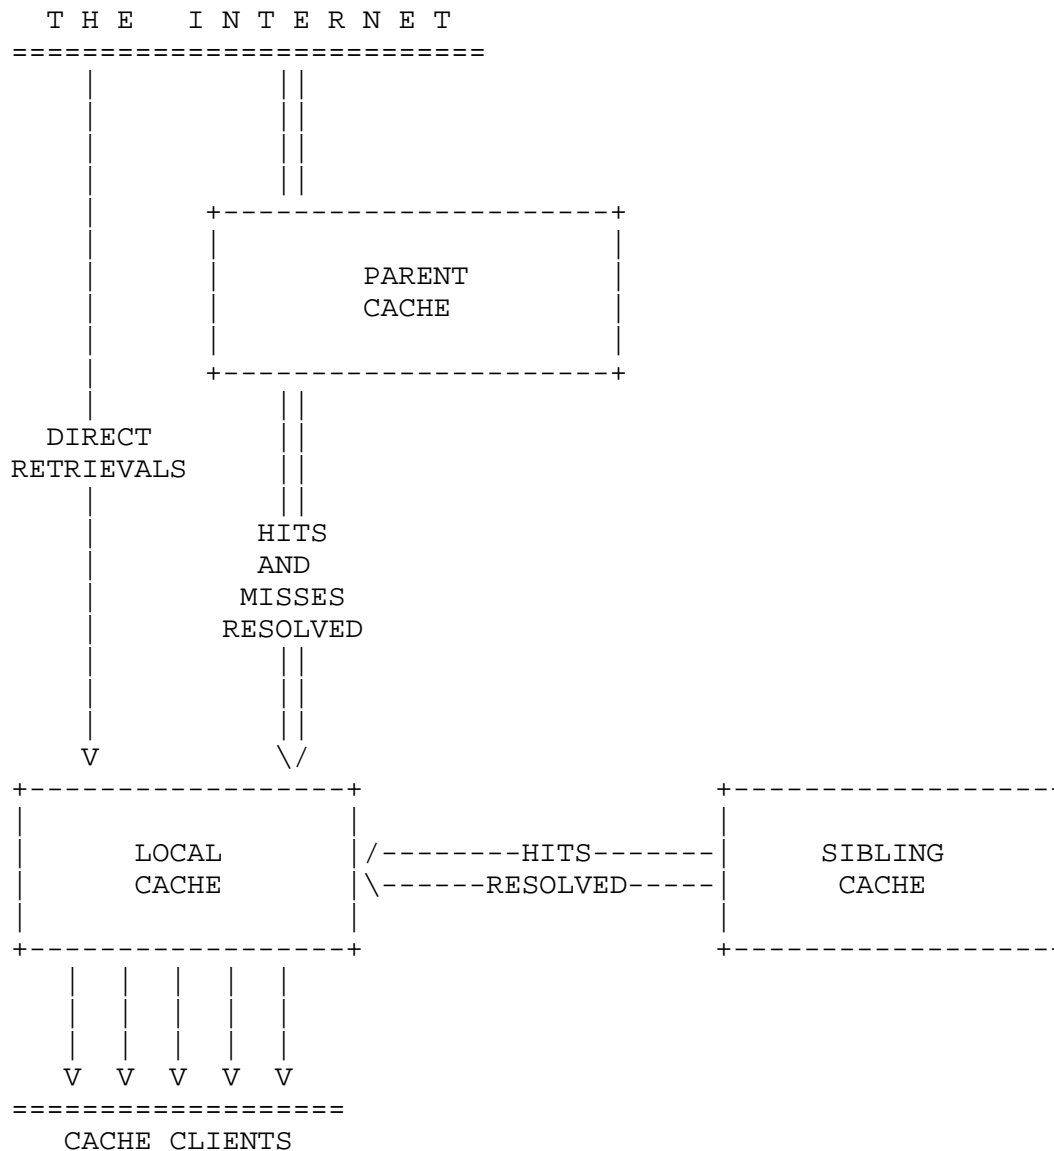 T H E   I N T E R N E T
PARENT
CACHE
DIRECT
RETRIEVALS
HITS
AND
MISSES
RESOLVED
V
LOCAL
CACHE
HITS
RESOLVED
SIBLING
CACHE
V V V V V
CACHE CLIENTS